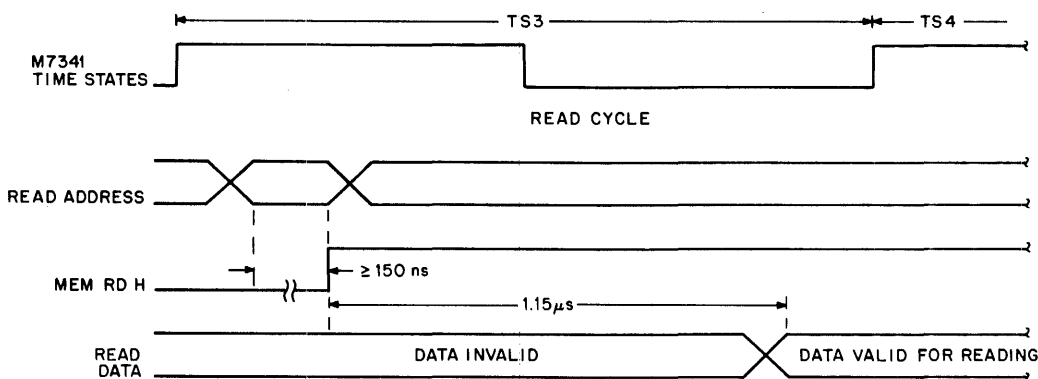 TS3
TS4
M7341
TIME STATES
READ CYCLE
READ ADDRESS
MEM RD H
≥ 150 ns
1.15μs
READ
DATA
DATA INVALID
DATA VALID FOR READING